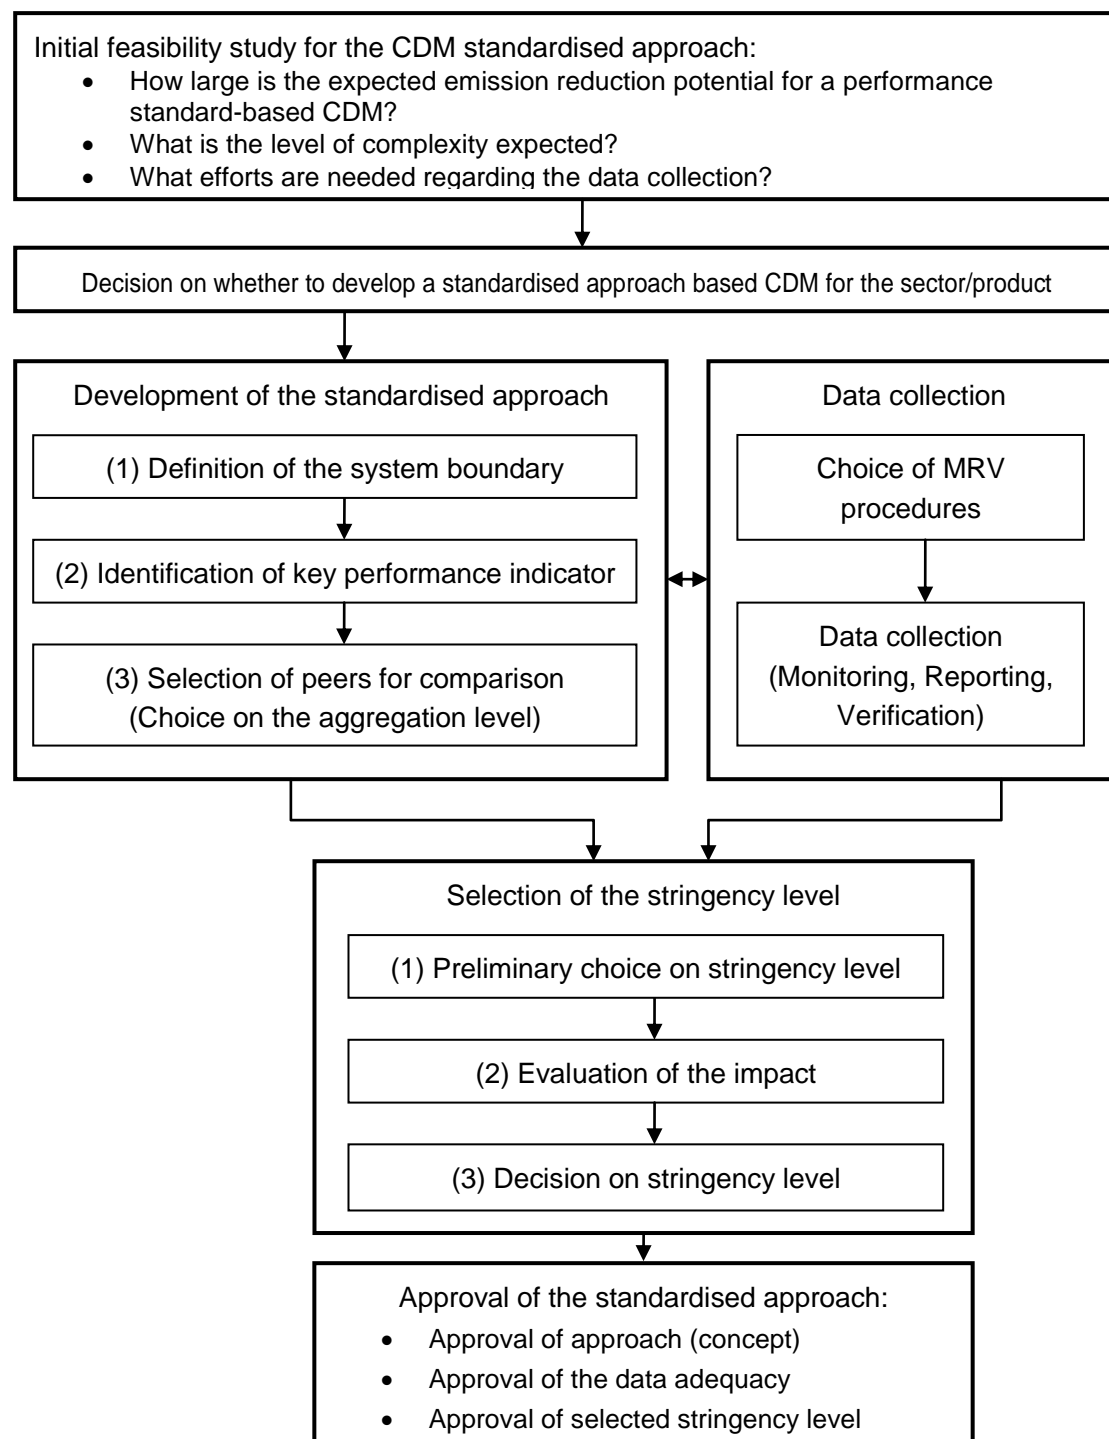 Initial feasibility study for the CDM standardised approach:
• How large is the expected emission reduction potential for a performance
standard-based CDM?
• What is the level of complexity expected?
• What efforts are needed regarding the data collection?
Decision on whether to develop a standardised approach based CDM for the sector/product
Development of the standardised approach
(1) Definition of the system boundary
(2) Identification of key performance indicator
(3) Selection of peers for comparison
(Choice on the aggregation level)
Data collection
Choice of MRV
procedures
Data collection
(Monitoring, Reporting,
Verification)
Selection of the stringency level
(1) Preliminary choice on stringency level
(2) Evaluation of the impact
(3) Decision on stringency level
Approval of the standardised approach:
• Approval of approach (concept)
• Approval of the data adequacy
• Approval of selected stringency level